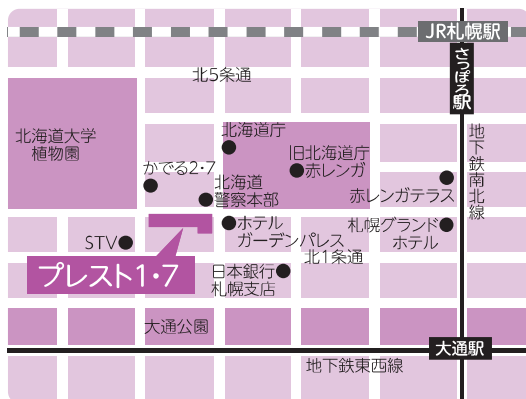 JR札幌駅
さっぽろ駅
北5条通
北海道大学
植物園
北海道庁
かでる2・7
旧北海道庁
赤レンガ
地下鉄南北線
北海道
警察本部
赤レンガテラス
ホテル
ガーデンパレス
札幌グランド
ホテル
STV
北1条通
プレスト1・7
日本銀行
札幌支店
大通公園
大通駅
地下鉄東西線